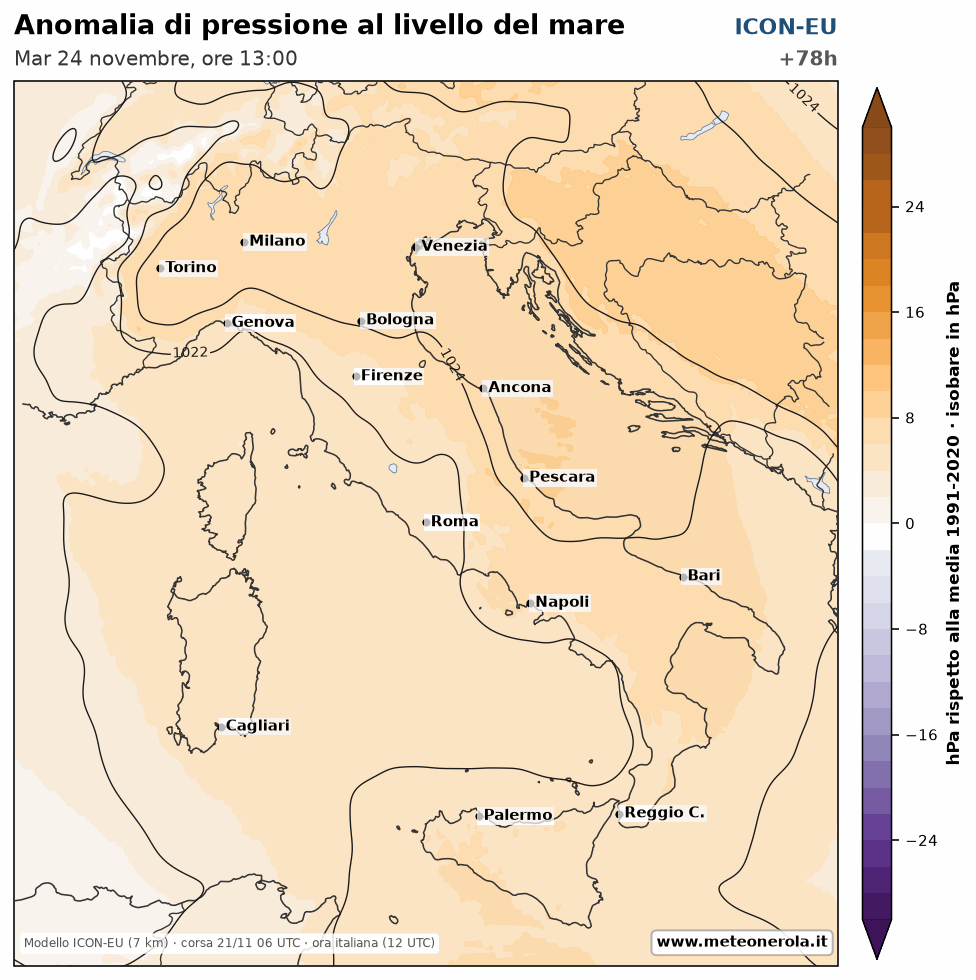 Anomalia di pressione al livello del mare
ICON-EU
Mar 24 novembre, ore 13:00
+78h
1024
Milano
Venezia
Torino
Genova
Bologna
1022
1024
Firenze
Ancona
Pescara
Roma
Bari
Napoli
Cagliari
Palermo
Reggio C.
24
16
8
0
−8
−16
−24
hPa rispetto alla media 1991-2020 · isobare in hPa
Modello ICON-EU (7 km) · corsa 21/11 06 UTC · ora italiana (12 UTC)
www.meteonerola.it